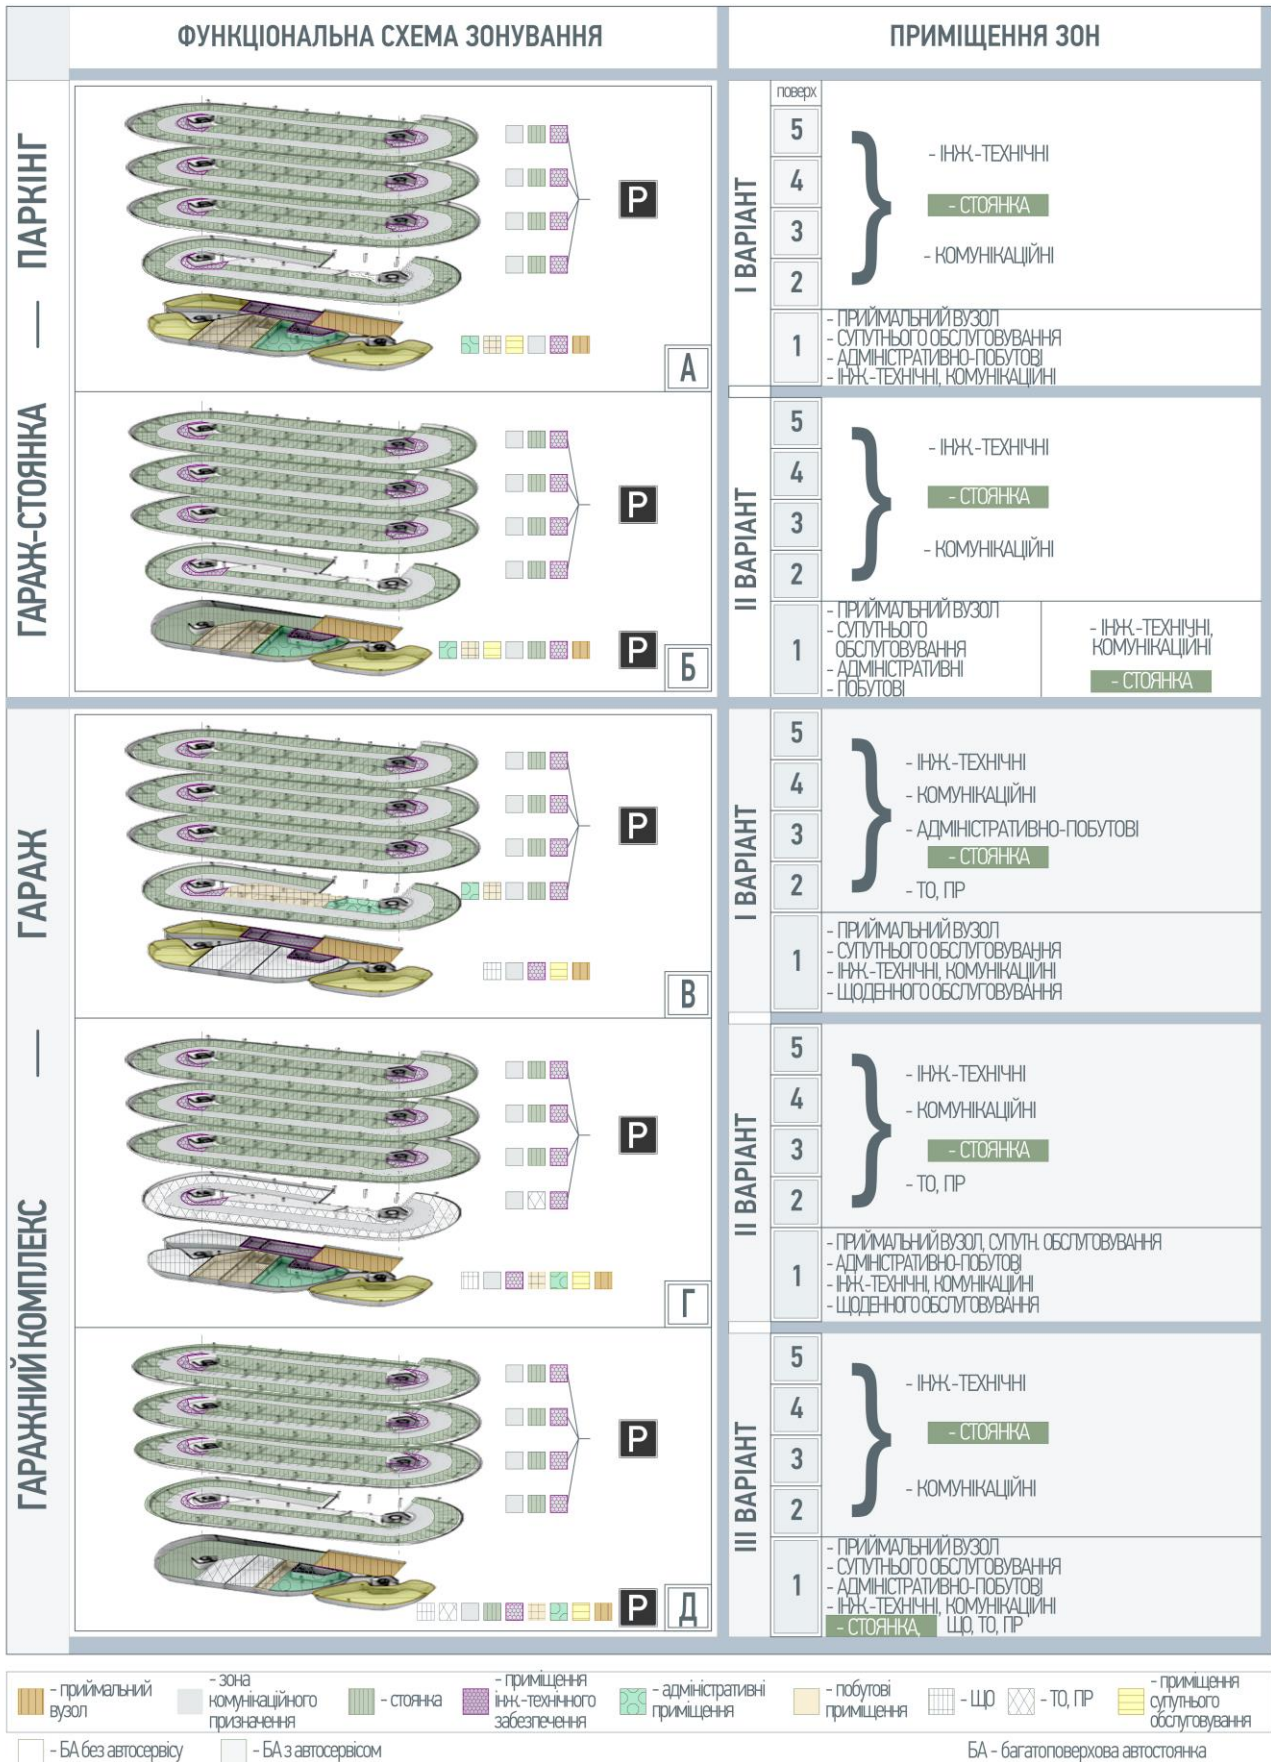 ФУНКЦІОНАЛЬНА СХЕМА ЗОНУВАННЯ
ПРИМІЩЕННЯ ЗОН
ГАРАЖ-СТОЯНКА — ПАРКІНГ
P
А
I ВАРІАНТ
поверх
5
4
3
2
- ІНЖ.-ТЕХНІЧНІ
- СТОЯНКА
- КОМУНІКАЦІЙНІ
1
- ПРИЙМАЛЬНИЙ ВУЗОЛ
- СУПУТНЬОГО ОБСЛУГОВУВАННЯ
- АДМІНІСТРАТИВНО-ПОБУТОВІ
- ІНЖ.-ТЕХНІЧНІ, КОМУНІКАЦІЙНІ
P
P
Б
II ВАРІАНТ
5
4
3
2
- ІНЖ.-ТЕХНІЧНІ
- СТОЯНКА
- КОМУНІКАЦІЙНІ
1
- ПРИЙМАЛЬНИЙ ВУЗОЛ
- СУПУТНЬОГО
ОБСЛУГОВУВАННЯ
- АДМІНІСТРАТИВНІ
- ПОБУТОВІ
- ІНЖ.-ТЕХНІЧНІ,
КОМУНІКАЦІЙНІ
- СТОЯНКА
ГАРАЖНИЙ КОМПЛЕКС — ГАРАЖ
P
В
I ВАРІАНТ
5
4
3
2
- ІНЖ.-ТЕХНІЧНІ
- КОМУНІКАЦІЙНІ
- АДМІНІСТРАТИВНО-ПОБУТОВІ
- СТОЯНКА
- ТО, ПР
1
- ПРИЙМАЛЬНИЙ ВУЗОЛ
- СУПУТНЬОГО ОБСЛУГОВУВАННЯ
- ІНЖ.-ТЕХНІЧНІ, КОМУНІКАЦІЙНІ
- ЩОДЕННОГО ОБСЛУГОВУВАННЯ
P
Г
II ВАРІАНТ
5
4
3
2
- ІНЖ.-ТЕХНІЧНІ
- КОМУНІКАЦІЙНІ
- СТОЯНКА
- ТО, ПР
1
- ПРИЙМАЛЬНИЙ ВУЗОЛ, СУПУТН. ОБСЛУГОВУВАННЯ
- АДМІНІСТРАТИВНО-ПОБУТОВІ
- ІНЖ.-ТЕХНІЧНІ, КОМУНІКАЦІЙНІ
- ЩОДЕННОГО ОБСЛУГОВУВАННЯ
P
P
Д
III ВАРІАНТ
5
4
3
2
- ІНЖ.-ТЕХНІЧНІ
- СТОЯНКА
- КОМУНІКАЦІЙНІ
1
- ПРИЙМАЛЬНИЙ ВУЗОЛ
- СУПУТНЬОГО ОБСЛУГОВУВАННЯ
- АДМІНІСТРАТИВНО-ПОБУТОВІ
- ІНЖ.-ТЕХНІЧНІ, КОМУНІКАЦІЙНІ
- СТОЯНКА, ЩО, ТО, ПР
- приймальний
вузол
- зона
комунікаційного
призначення
- стоянка
- приміщення
інж.-технічного
забезпечення
- адміністративні
приміщення
- побутові
приміщення
- ЩО
- ТО, ПР
- приміщення
супутнього
обслуговування
- БА без автосервісу
- БА з автосервісом
БА - багатоповерхова автостоянка